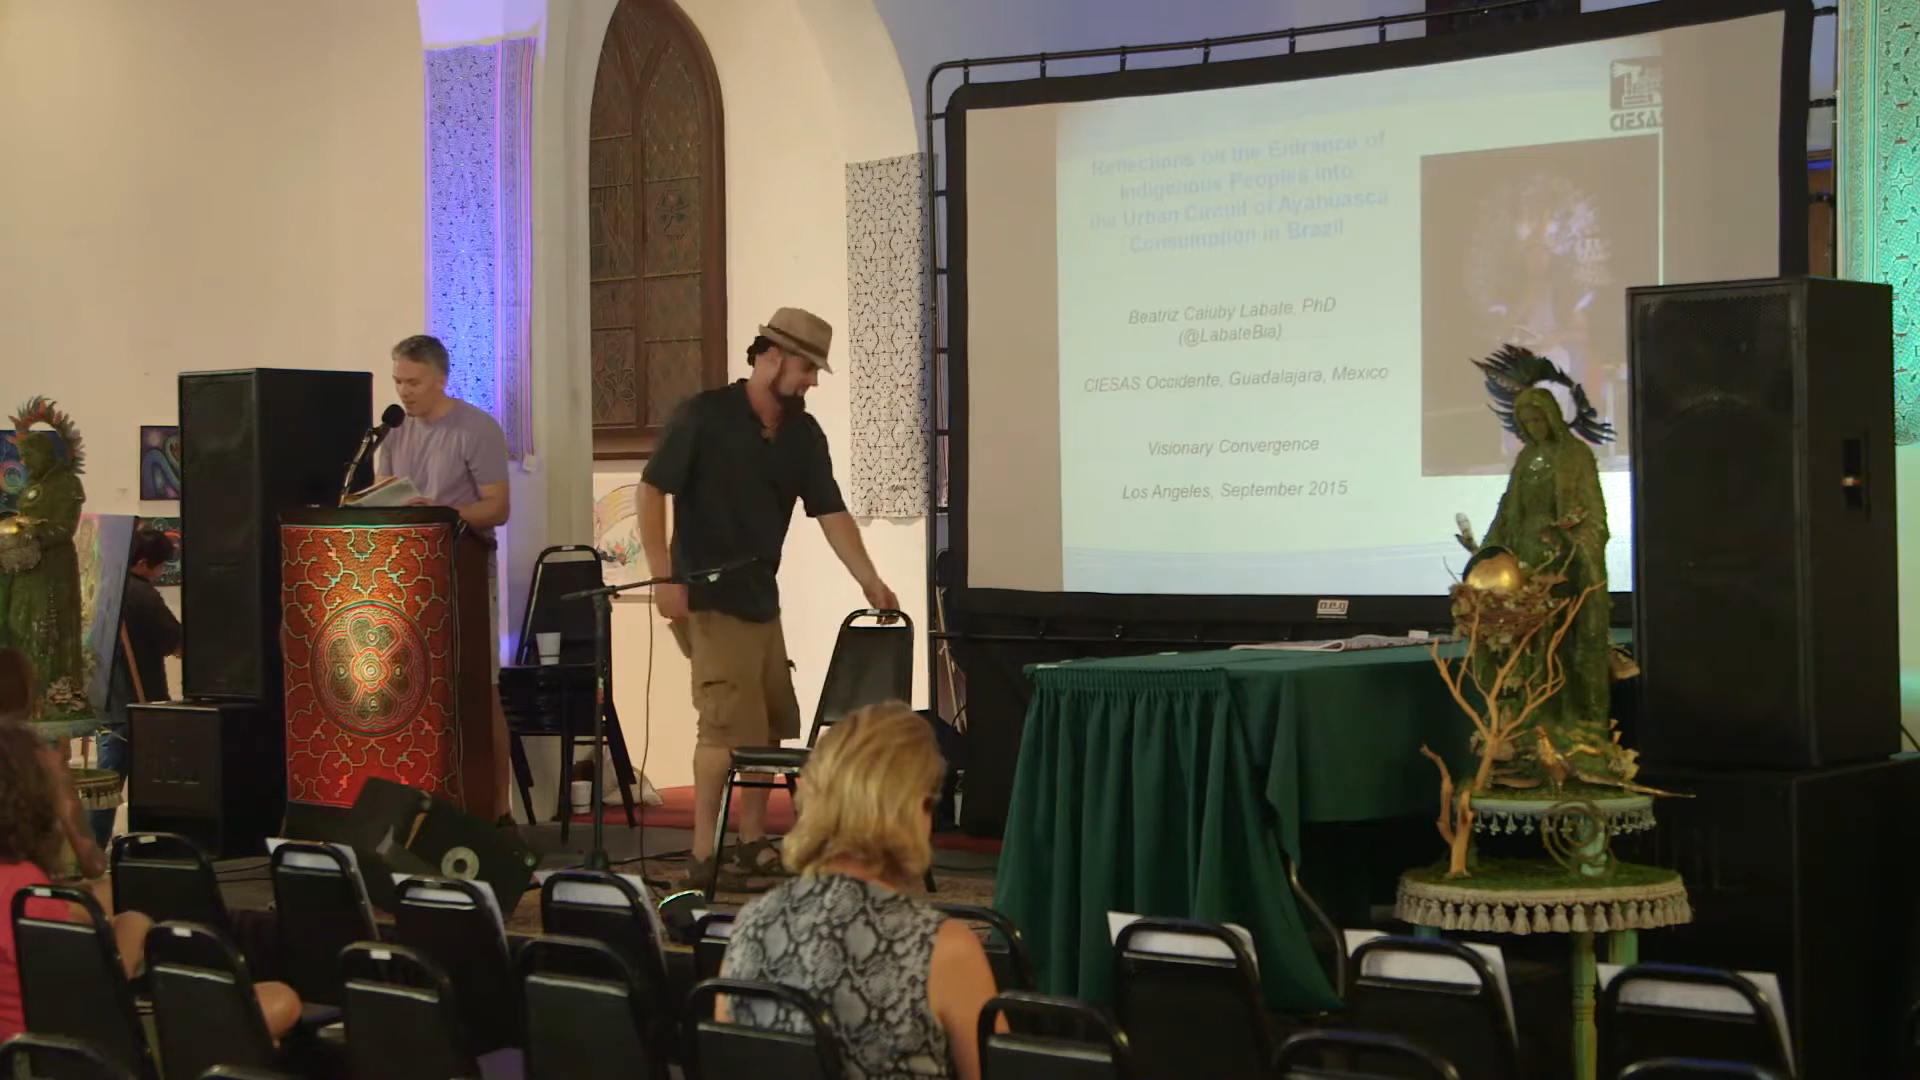 CIESAS
Reflections on the Entrance of
Indigenous Peoples into
the Urban Circuit of Ayahuasca
Consumption in Brazil
Beatriz Caiuby Labate, PhD
(@LabateBia)
CIESAS Occidente, Guadalajara, Mexico
Visionary Convergence
Los Angeles, September 2015
a.e.g